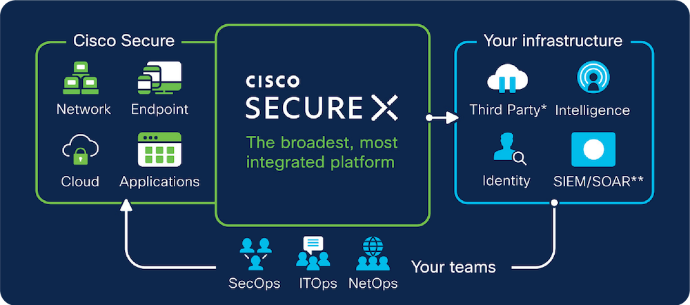 Cisco Secure
Network
Endpoint
Cloud
Applications
CISCO
SECURE X
The broadest, most
integrated platform
Your infrastructure
Third Party*
Intelligence
Identity
SIEM/SOAR**
SecOps
ITOps
NetOps
Your teams